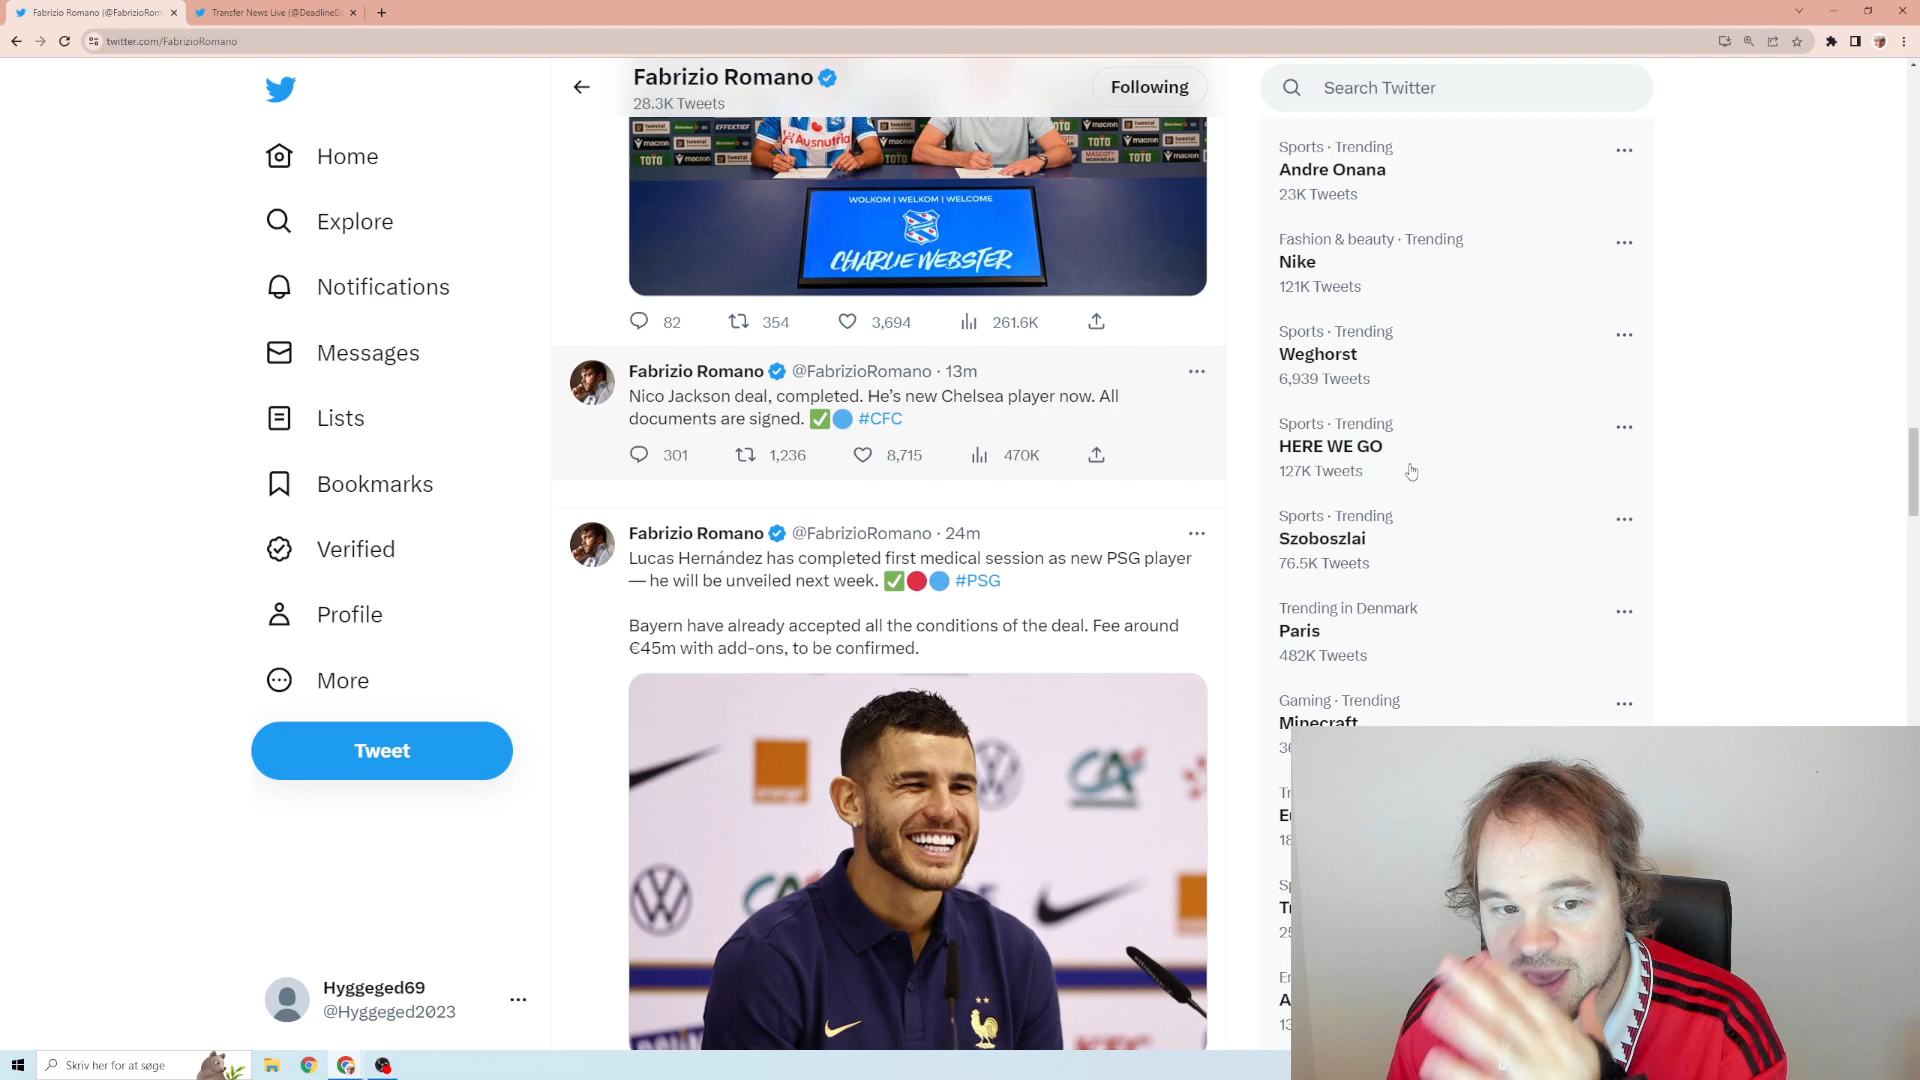 Fabrizio Romano (@FabrizioRom
Transfer News Live (@DeadlineD
twitter.com/FabrizioRomano
Home
Explore
Notifications
Messages
Lists
Bookmarks
Verified
Profile
More
Tweet
Hyggeged69
@Hyggeged2023
Fabrizio Romano
28.3K Tweets
Following
EFFEKTIEF
macron
TOTO
Ausnutria
WOLKOM | WELKOM | WELCOME
CHARLIE WEBSTER
82 354 3,694 261.6K
Fabrizio Romano @FabrizioRomano · 13m
Nico Jackson deal, completed. He's new Chelsea player now. All
documents are signed. ✅🔵 #CFC
301 1,236 8,715 470K
Fabrizio Romano @FabrizioRomano · 24m
Lucas Hernández has completed first medical session as new PSG player
— he will be unveiled next week. ✅🔴🔵 #PSG
Bayern have already accepted all the conditions of the deal. Fee around
€45m with add-ons, to be confirmed.
Search Twitter
Sports · Trending
Andre Onana
23K Tweets
Fashion & beauty · Trending
Nike
121K Tweets
Sports · Trending
Weghorst
6,939 Tweets
Sports · Trending
HERE WE GO
127K Tweets
Sports · Trending
Szoboszlai
76.5K Tweets
Trending in Denmark
Paris
482K Tweets
Gaming · Trending
Minecraft
Skriv her for at søge